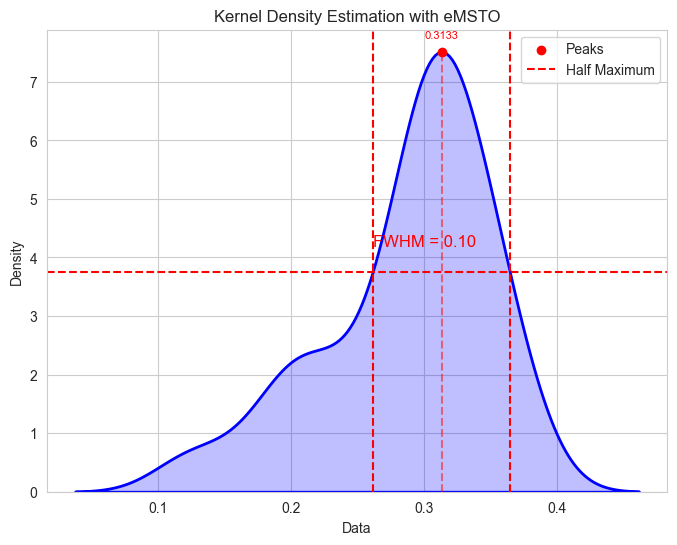 Kernel Density Estimation with eMSTO
0.3133
Peaks
Half Maximum
FWHM = 0.10
Density
7
6
5
4
3
2
1
0
0.1 0.2 0.3 0.4
Data